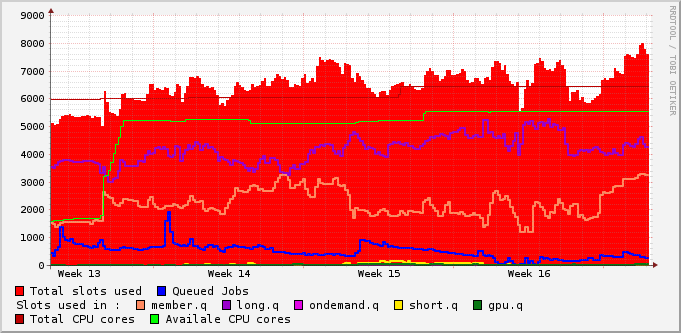 9000
8000
7000
6000
5000
4000
3000
2000
1000
0
Week 13 Week 14 Week 15 Week 16
RRDTOOL / TOBI OETIKER
Total slots used Queued Jobs
Slots used in : member.q long.q ondemand.q short.q gpu.q
Total CPU cores Availale CPU cores